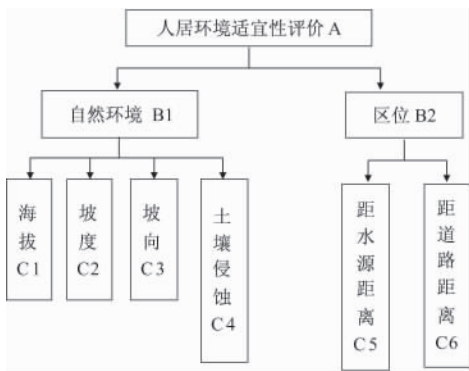 人居环境适宜性评价 A
自然环境 B1
区位 B2
海拔 C1
坡度 C2
坡向 C3
土壤侵蚀 C4
距水源距离 C5
距道路距离 C6